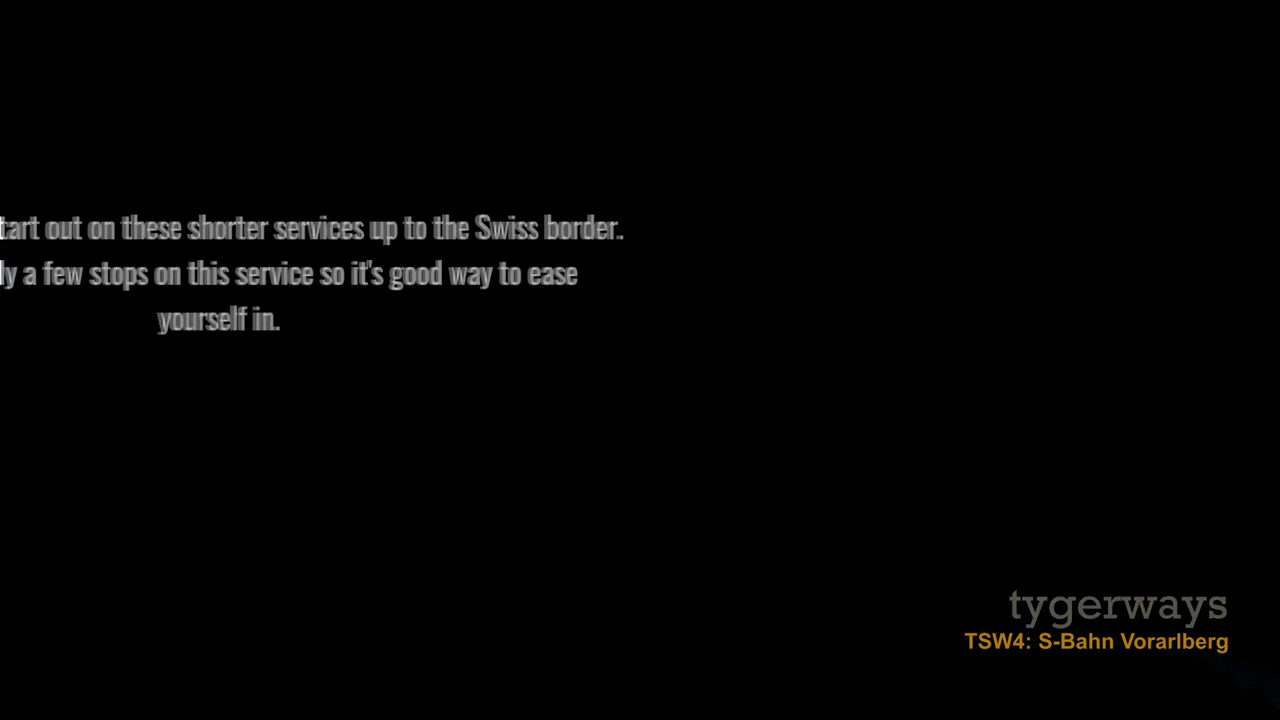 tart out on these shorter services up to the Swiss border.
ly a few stops on this service so it's good way to ease
yourself in.
tygerways
TSW4: S-Bahn Vorarlberg